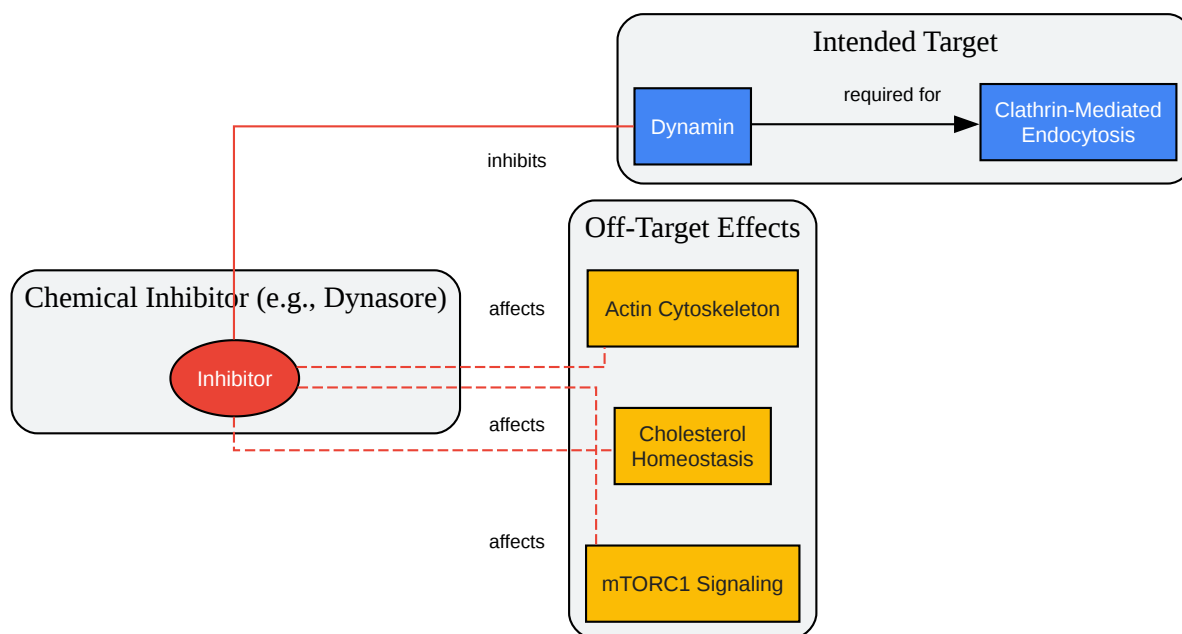 Intended Target
required for
Dynamin
Clathrin-Mediated
Endocytosis
inhibits
Off-Target Effects
Chemical Inhibitor (e.g., Dynasore)
affects
Actin Cytoskeleton
Inhibitor
affects
Cholesterol
Homeostasis
affects
mTORC1 Signaling